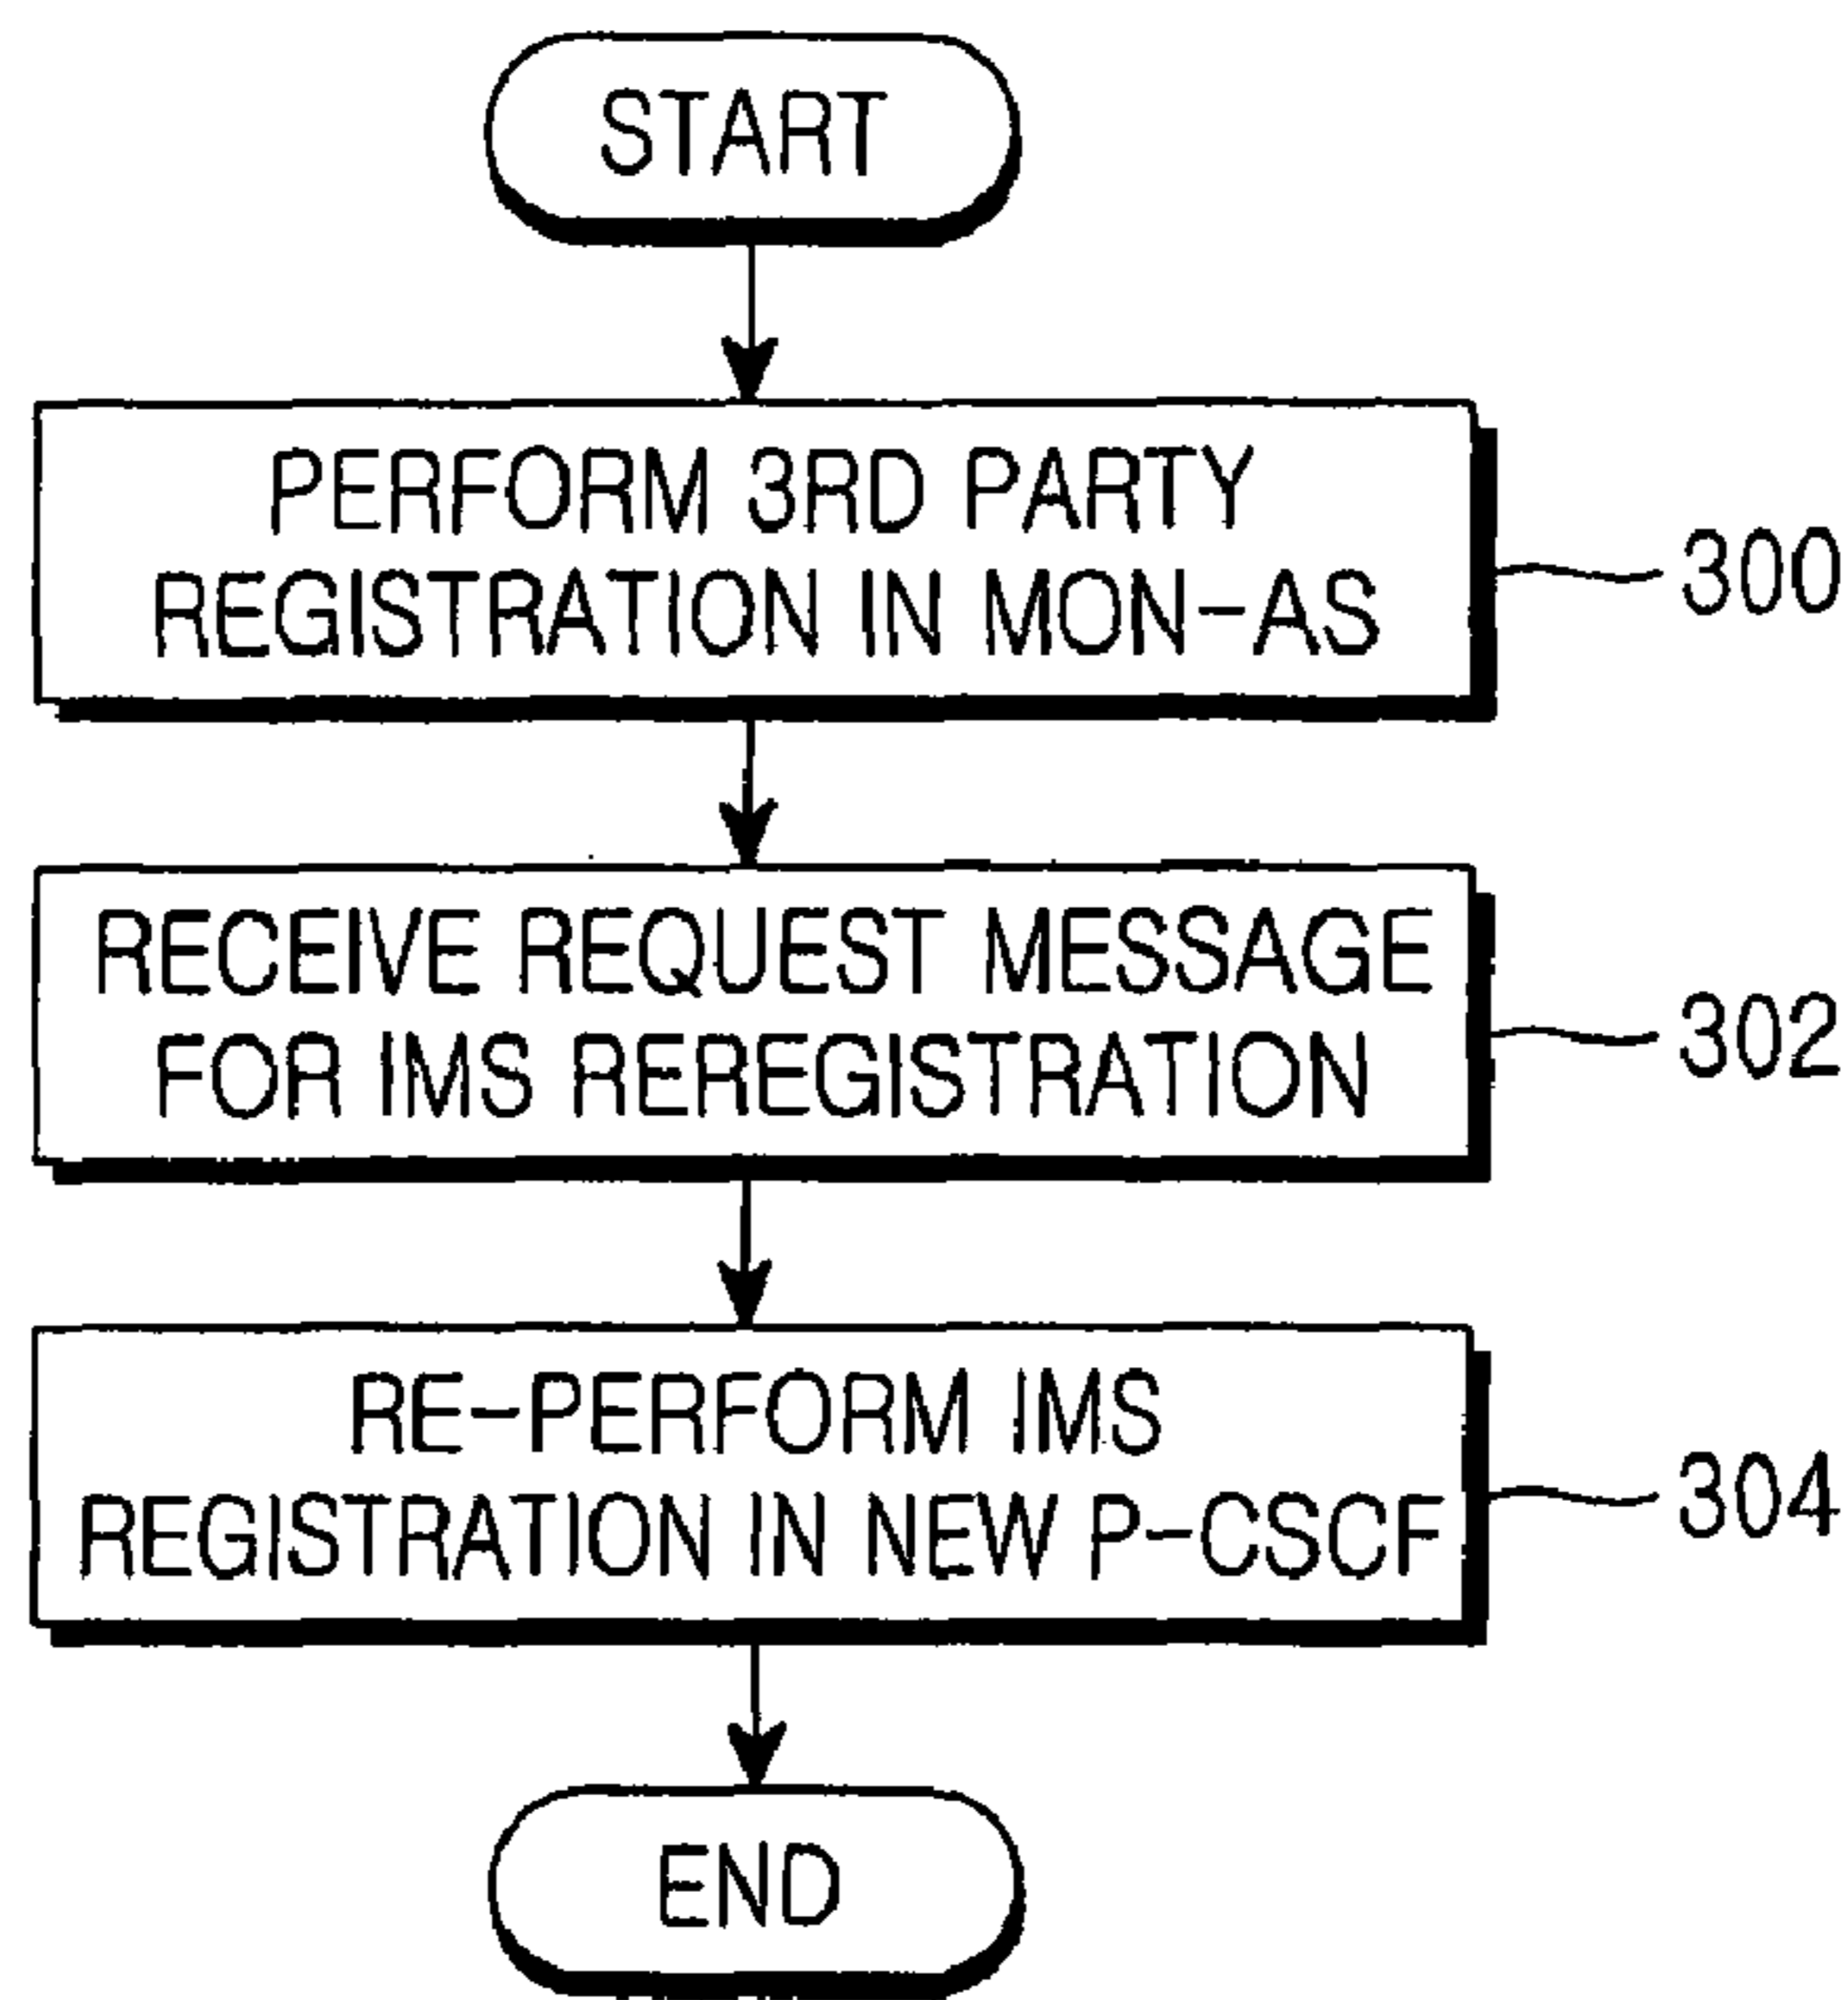 START
PERFORM 3RD PARTY
REGISTRATION IN MON-AS
300
RECEIVE REQUEST MESSAGE
FOR IMS REREGISTRATION
302
RE-PERFORM IMS
REGISTRATION IN NEW P-CSCF
304
END